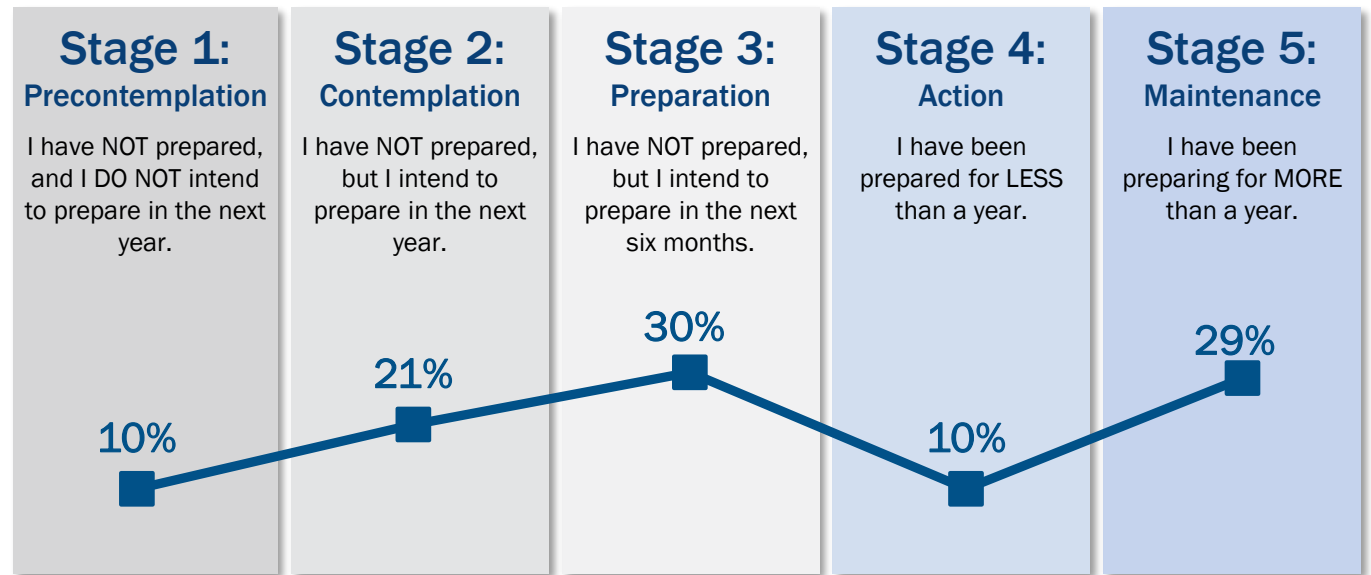 Stage 1:
Precontemplation
I have NOT prepared,
and I DO NOT intend
to prepare in the next
year.
10%
Stage 2:
Contemplation
I have NOT prepared,
but I intend to
prepare in the next
year.
21%
Stage 3:
Preparation
I have NOT prepared,
but I intend to
prepare in the next
six months.
30%
Stage 4:
Action
I have been
prepared for LESS
than a year.
10%
Stage 5:
Maintenance
I have been
preparing for MORE
than a year.
29%